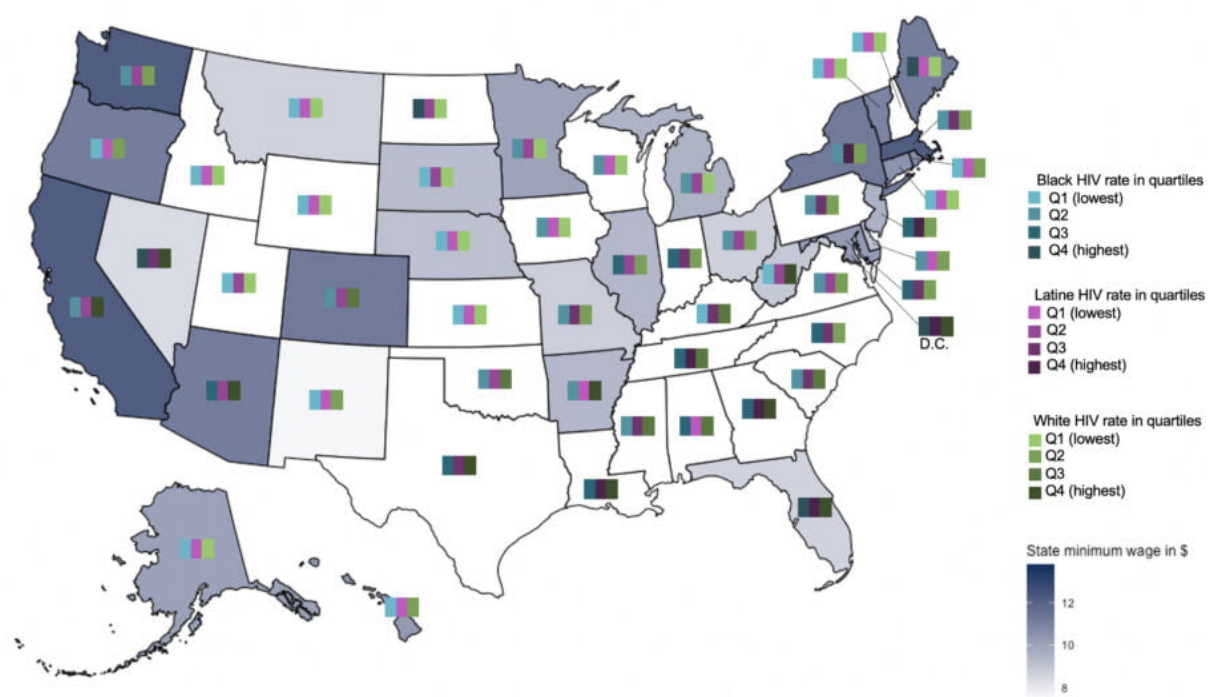 Black HIV rate in quartiles
Q1 (lowest)
Q2
Q3
Q4 (highest)
Latine HIV rate in quartiles
Q1 (lowest)
Q2
Q3
Q4 (highest)
D.C.
White HIV rate in quartiles
Q1 (lowest)
Q2
Q3
Q4 (highest)
State minimum wage in $
12
10
8